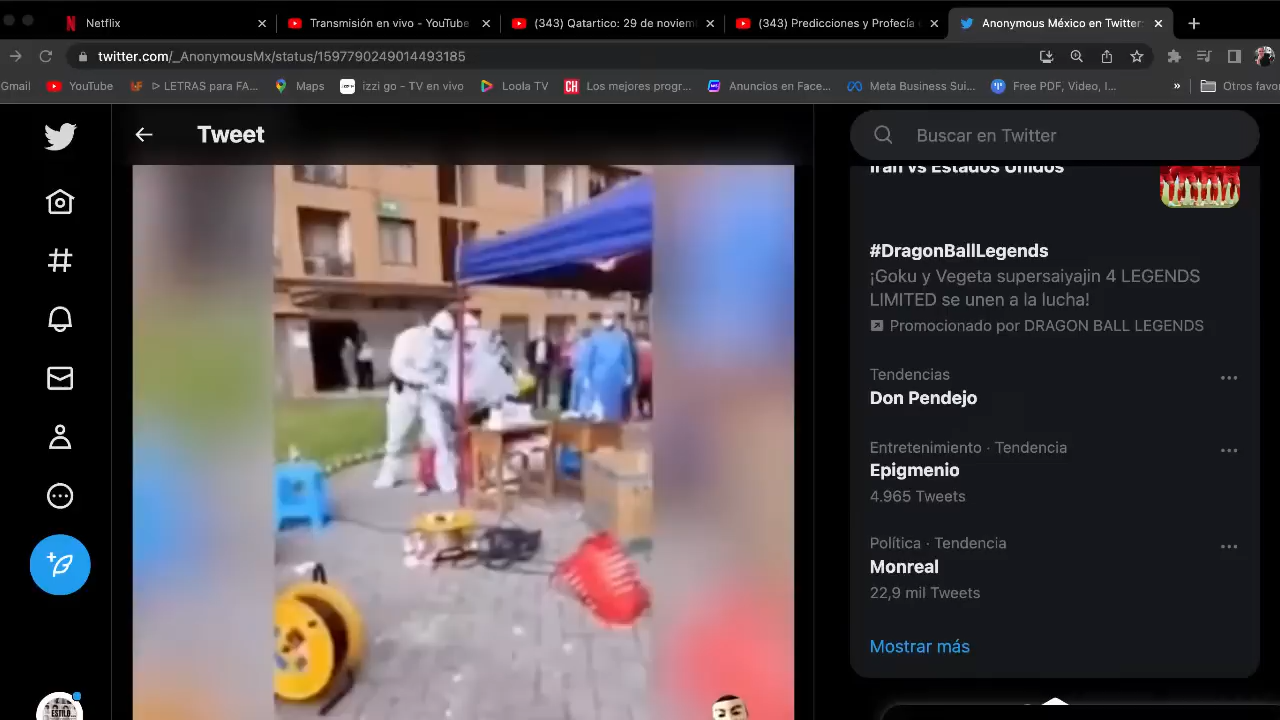 Netflix
Transmisión en vivo - YouTube
(343) Qatartico: 29 de noviem
(343) Predicciones y Profecía
Anonymous México en Twitter:
twitter.com/_AnonymousMx/status/1597790249014493185
Gmail
YouTube
▷ LETRAS para FA...
Maps
izzi go - TV en vivo
Loola TV
CH
Los mejores progr...
Anuncios en Face...
Meta Business Sui...
Free PDF, Video, I...
»
Otros favor
Tweet
Buscar en Twitter
Irán vs Estados Unidos
#DragonBallLegends
¡Goku y Vegeta supersaiyajin 4 LEGENDS
LIMITED se unen a la lucha!
Promocionado por DRAGON BALL LEGENDS
Tendencias
Don Pendejo
Entretenimiento · Tendencia
Epigmenio
4.965 Tweets
Política · Tendencia
Monreal
22,9 mil Tweets
Mostrar más
ESTILO